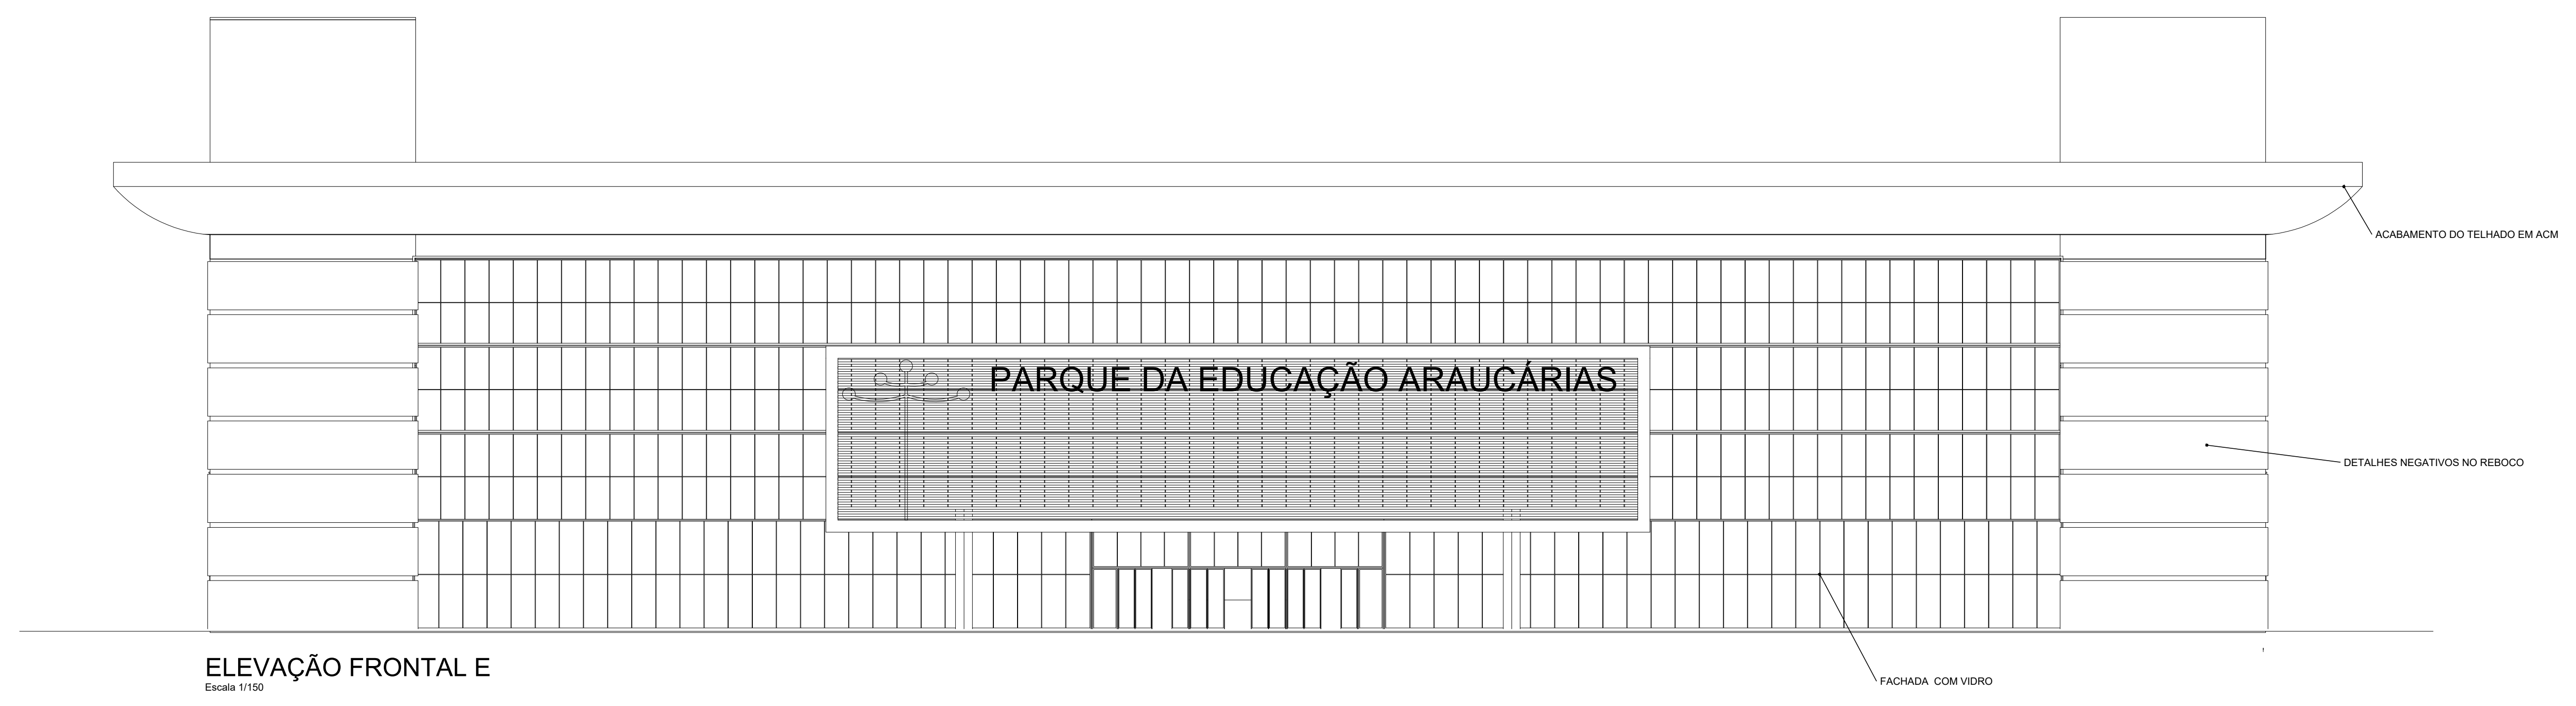 PARQUE DA EDUCAÇÃO ARAUCÁRIAS
ACABAMENTO DO TELHADO EM ACM
DETALHES NEGATIVOS NO REBOCO
FACHADA COM VIDRO
ELEVAÇÃO FRONTAL E
Escala 1/150